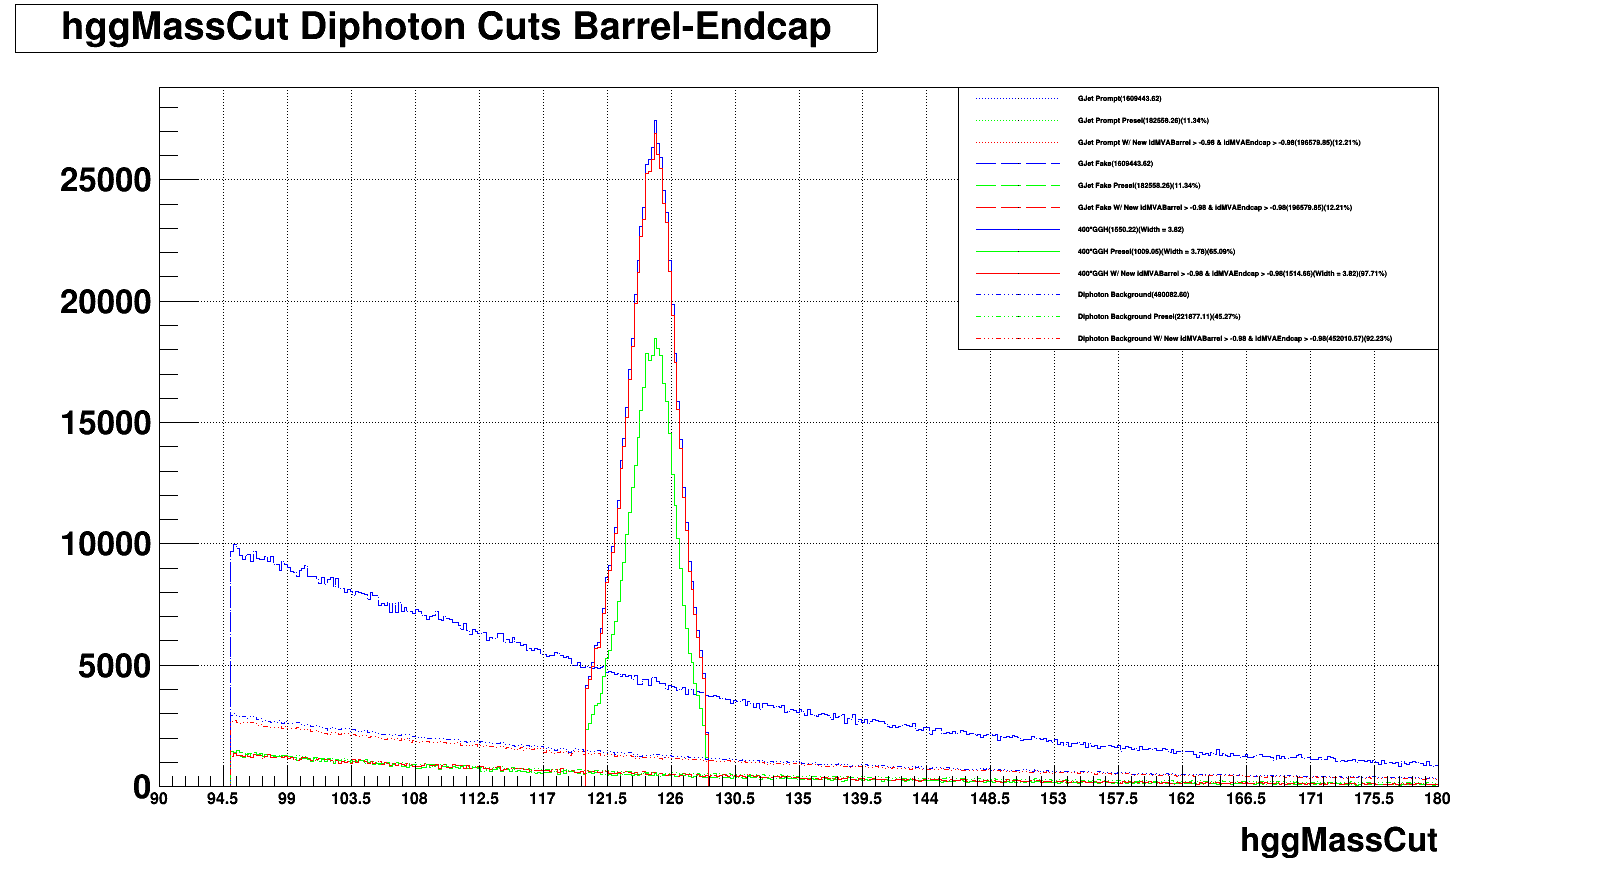 hggMassCut Diphoton Cuts Barrel-Endcap
GJet Prompt(1609443.62)
GJet Prompt Presel(182558.26)(11.34%)
GJet Prompt W/ New idMVABarrel > -0.98 & idMVAEndcap > -0.98(196579.85)(12.21%)
GJet Fake(1609443.62)
GJet Fake Presel(182558.26)(11.34%)
GJet Fake W/ New idMVABarrel > -0.98 & idMVAEndcap > -0.98(196579.85)(12.21%)
400*GGH(1550.22)(Width = 3.82)
400*GGH Presel(1009.05)(Width = 3.78)(65.09%)
400*GGH W/ New idMVABarrel > -0.98 & idMVAEndcap > -0.98(1514.66)(Width = 3.82)(97.71%)
Diphoton Background(490082.60)
Diphoton Background Presel(221877.11)(45.27%)
Diphoton Background W/ New idMVABarrel > -0.98 & idMVAEndcap > -0.98(452010.57)(92.23%)
25000
20000
15000
10000
5000
0
90 94.5 99 103.5 108 112.5 117 121.5 126 130.5 135 139.5 144 148.5 153 157.5 162 166.5 171 175.5 180
hggMassCut